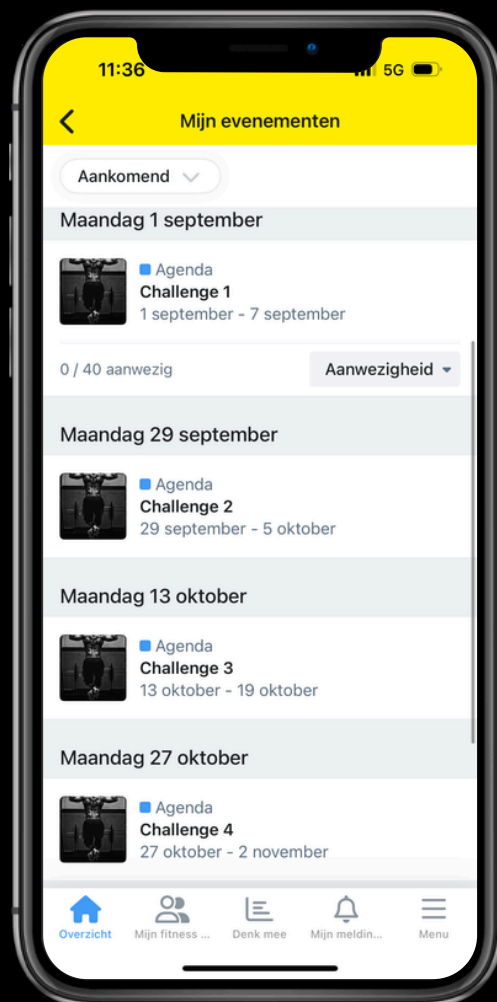 11:36
5G
Mijn evenementen
Aankomend
Maandag 1 september
Agenda
Challenge 1
1 september - 7 september
0 / 40 aanwezig
Aanwezigheid
Maandag 29 september
Agenda
Challenge 2
29 september - 5 oktober
Maandag 13 oktober
Agenda
Challenge 3
13 oktober - 19 oktober
Maandag 27 oktober
Agenda
Challenge 4
27 oktober - 2 november
Overzicht
Mijn fitness ...
Denk mee
Mijn meldin...
Menu